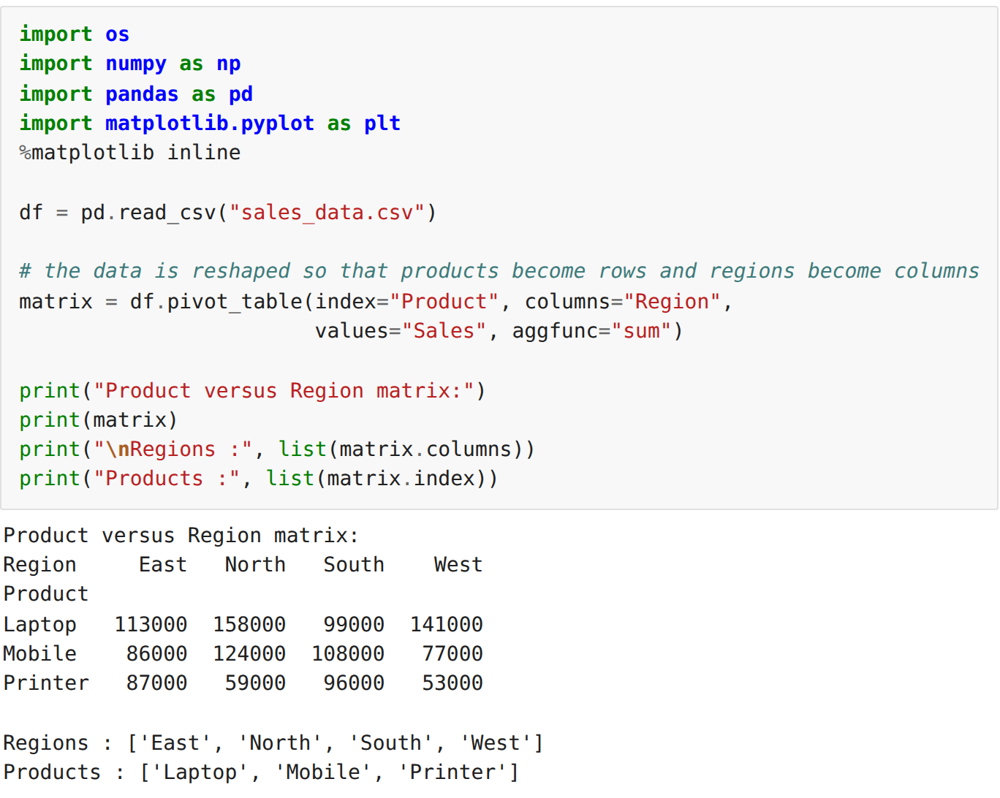 import os
import numpy as np
import pandas as pd
import matplotlib.pyplot as plt
%matplotlib inline

df = pd.read_csv("sales_data.csv")

# the data is reshaped so that products become rows and regions become columns
matrix = df.pivot_table(index="Product", columns="Region",
                        values="Sales", aggfunc="sum")

print("Product versus Region matrix:")
print(matrix)
print("\nRegions :", list(matrix.columns))
print("Products :", list(matrix.index))
Product versus Region matrix:
Region     East   North   South    West
Product
Laptop   113000  158000   99000  141000
Mobile    86000  124000  108000   77000
Printer   87000   59000   96000   53000

Regions : ['East', 'North', 'South', 'West']
Products : ['Laptop', 'Mobile', 'Printer']